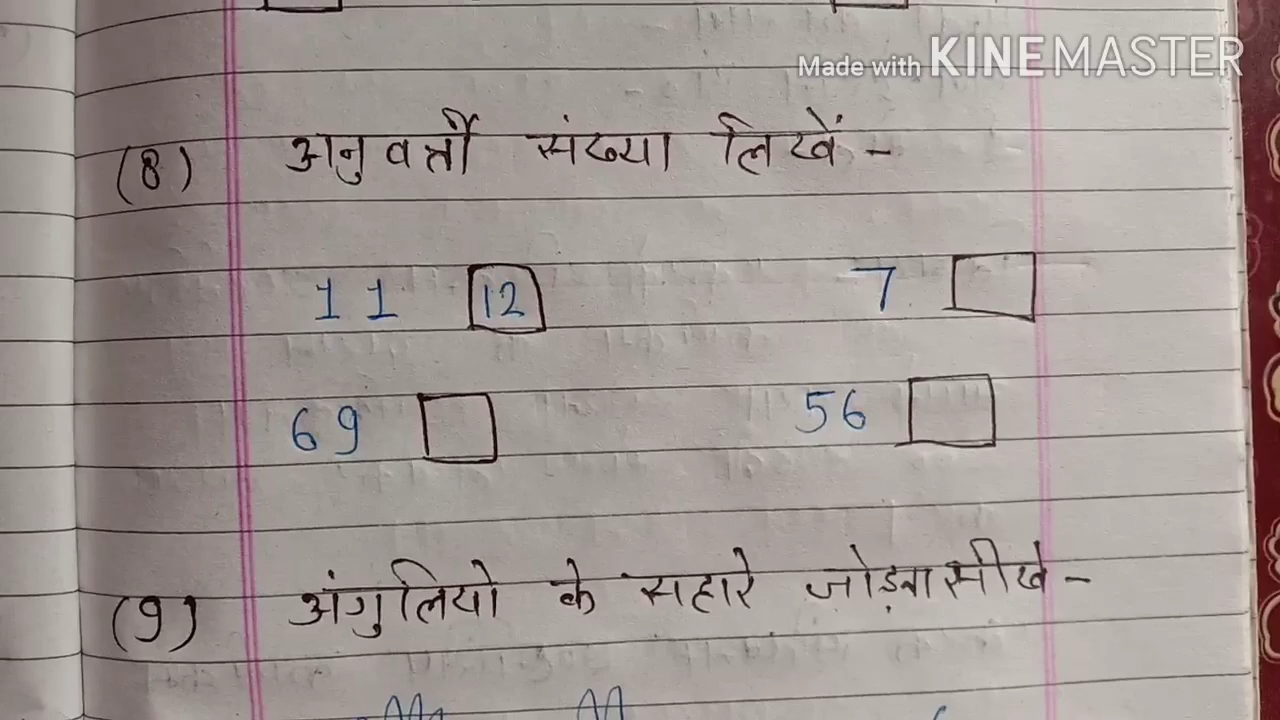 Made with KINEMASTER
(8) अनुवर्ती संख्या लिखें -
11 12 7
69 56
(9) अंगुलियो के सहारे जोड़ना सीखे -